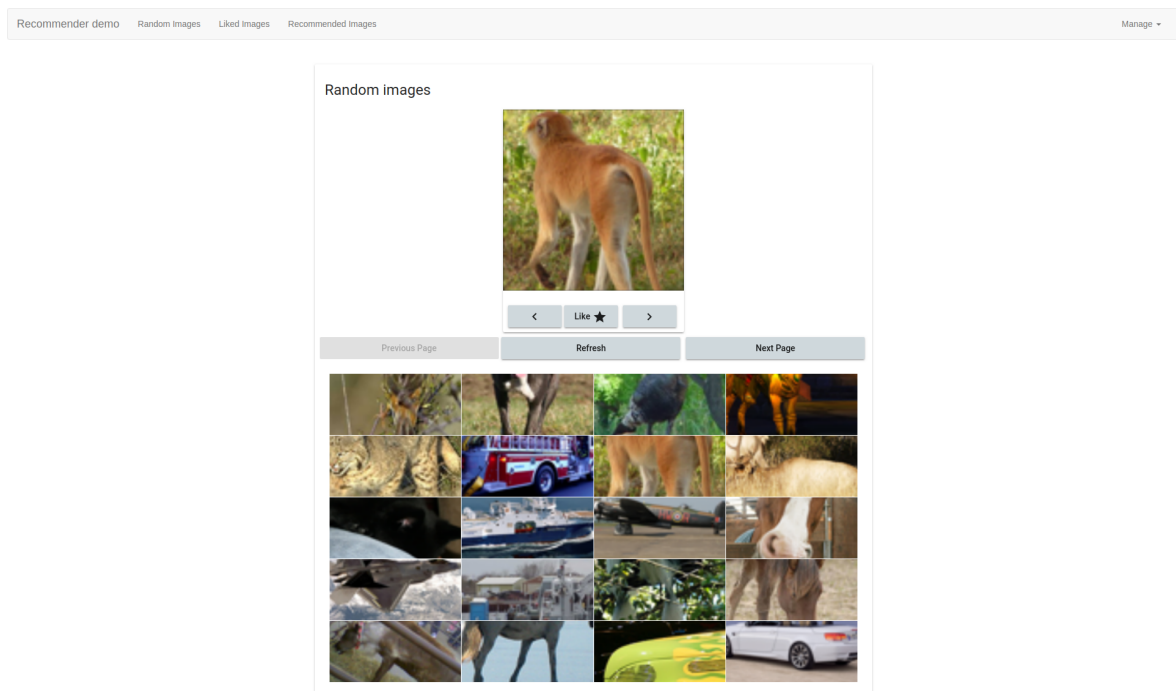 Recommender demo Random Images Liked Images Recommended Images Manage
Random images
Like
Previous Page Refresh Next Page